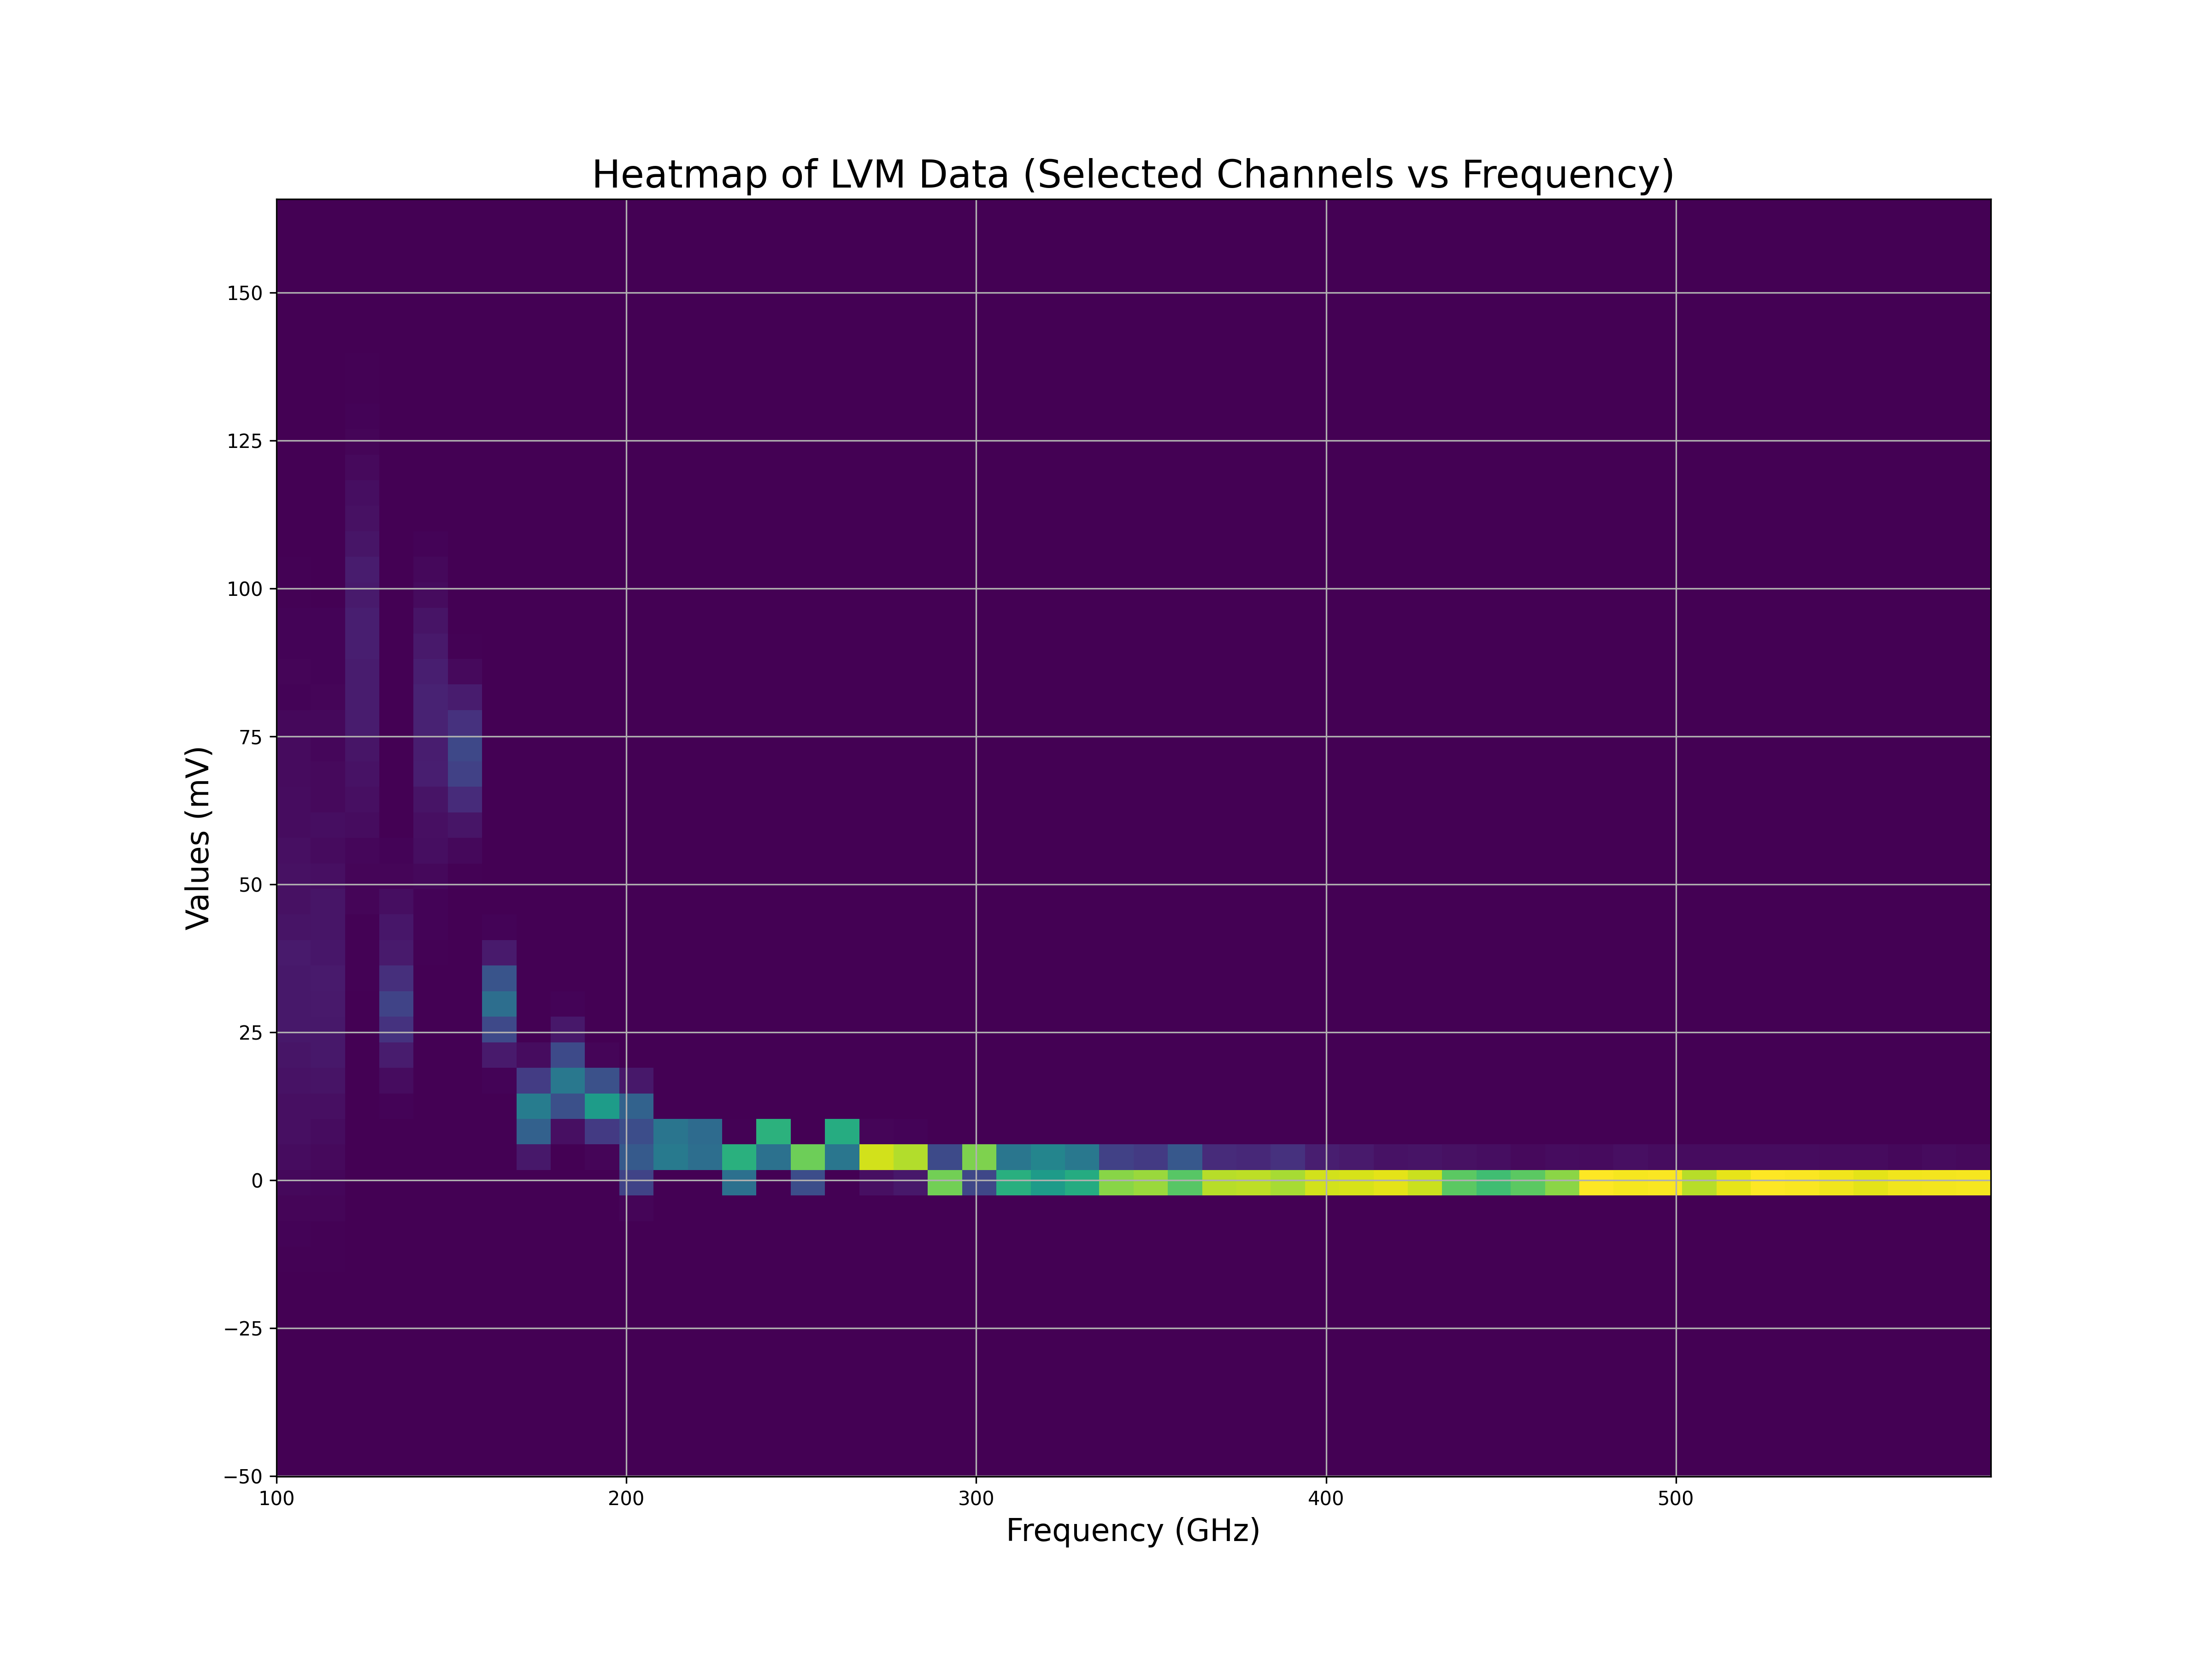 Heatmap of LVM Data (Selected Channels vs Frequency)
150
125
100
75
50
25
0
−25
−50
Values (mV)
100 200 300 400 500
Frequency (GHz)